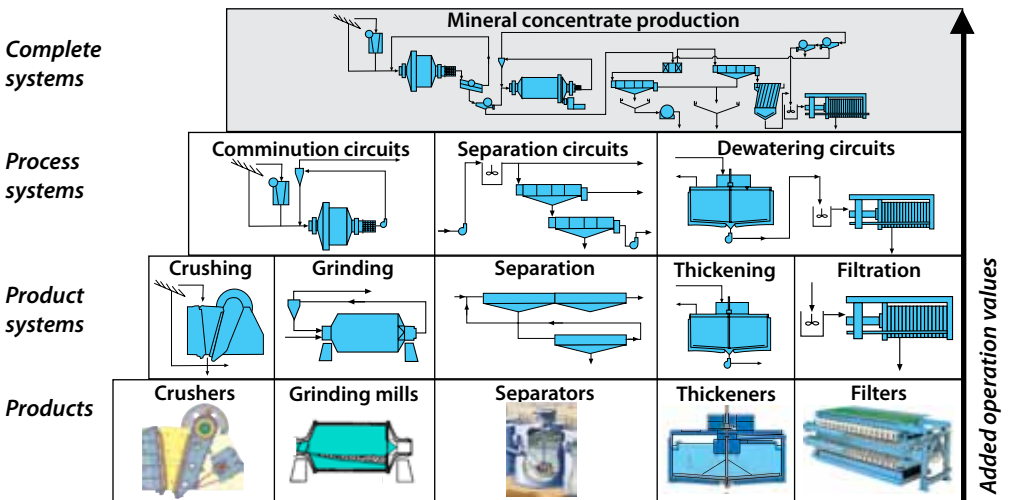 Mineral concentrate production
Complete
systems
Process
systems
Comminution circuits
Separation circuits
Dewatering circuits
Product
systems
Crushing
Grinding
Separation
Thickening
Filtration
Products
Crushers
Grinding mills
Separators
Thickeners
Filters
Added operation values